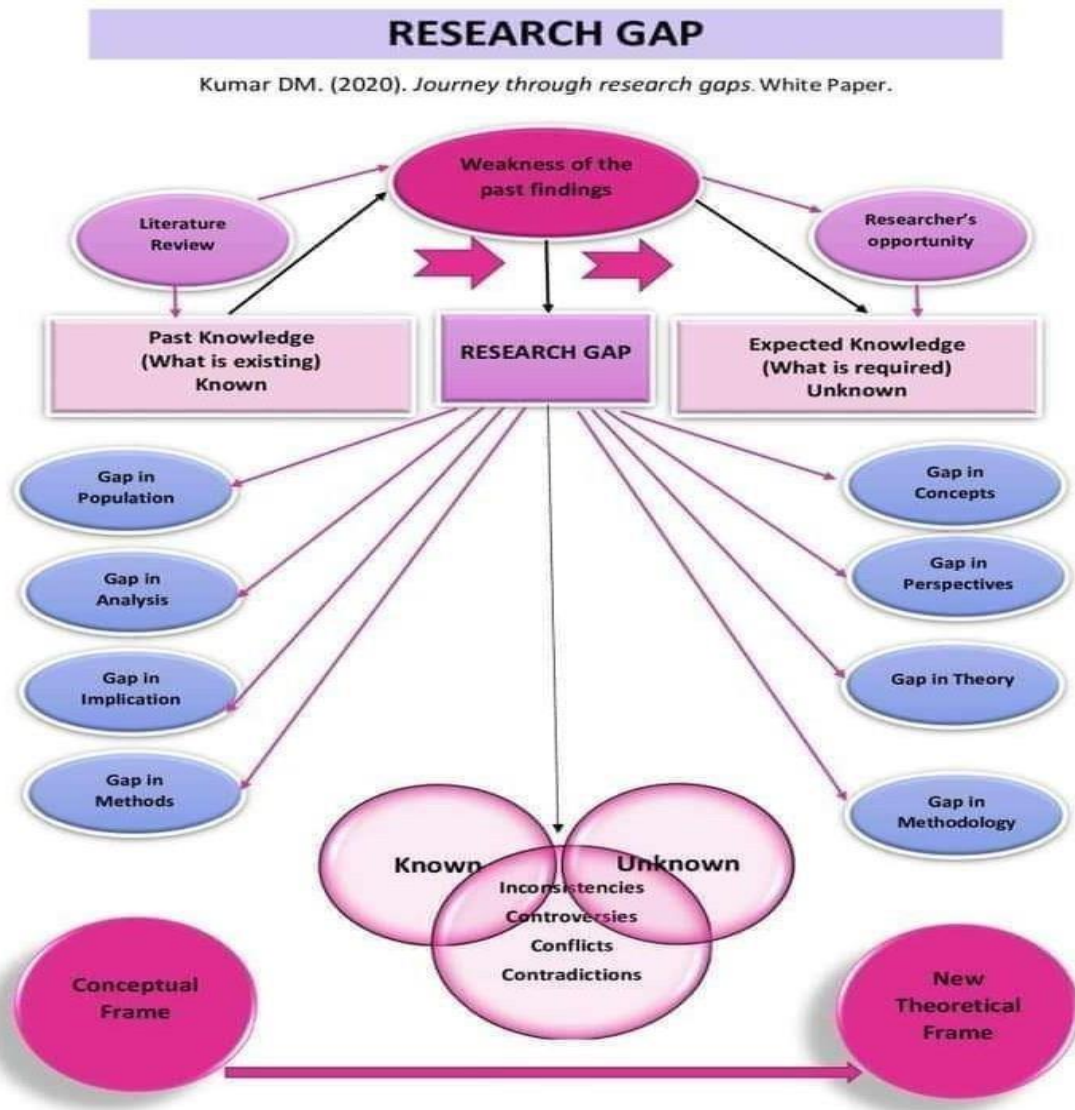 RESEARCH GAP
Kumar DM. (2020). Journey through research gaps. White Paper.
Weakness of the
past findings
Literature
Review
Researcher's
opportunity
Past Knowledge
(What is existing)
Known
RESEARCH GAP
Expected Knowledge
(What is required)
Unknown
Gap in
Population
Gap in
Concepts
Gap in
Analysis
Gap in
Perspectives
Gap in
Implication
Gap in Theory
Gap in
Methods
Gap in
Methodology
Known
Unknown
Inconsistencies
Controversies
Conflicts
Contradictions
Conceptual
Frame
New
Theoretical
Frame